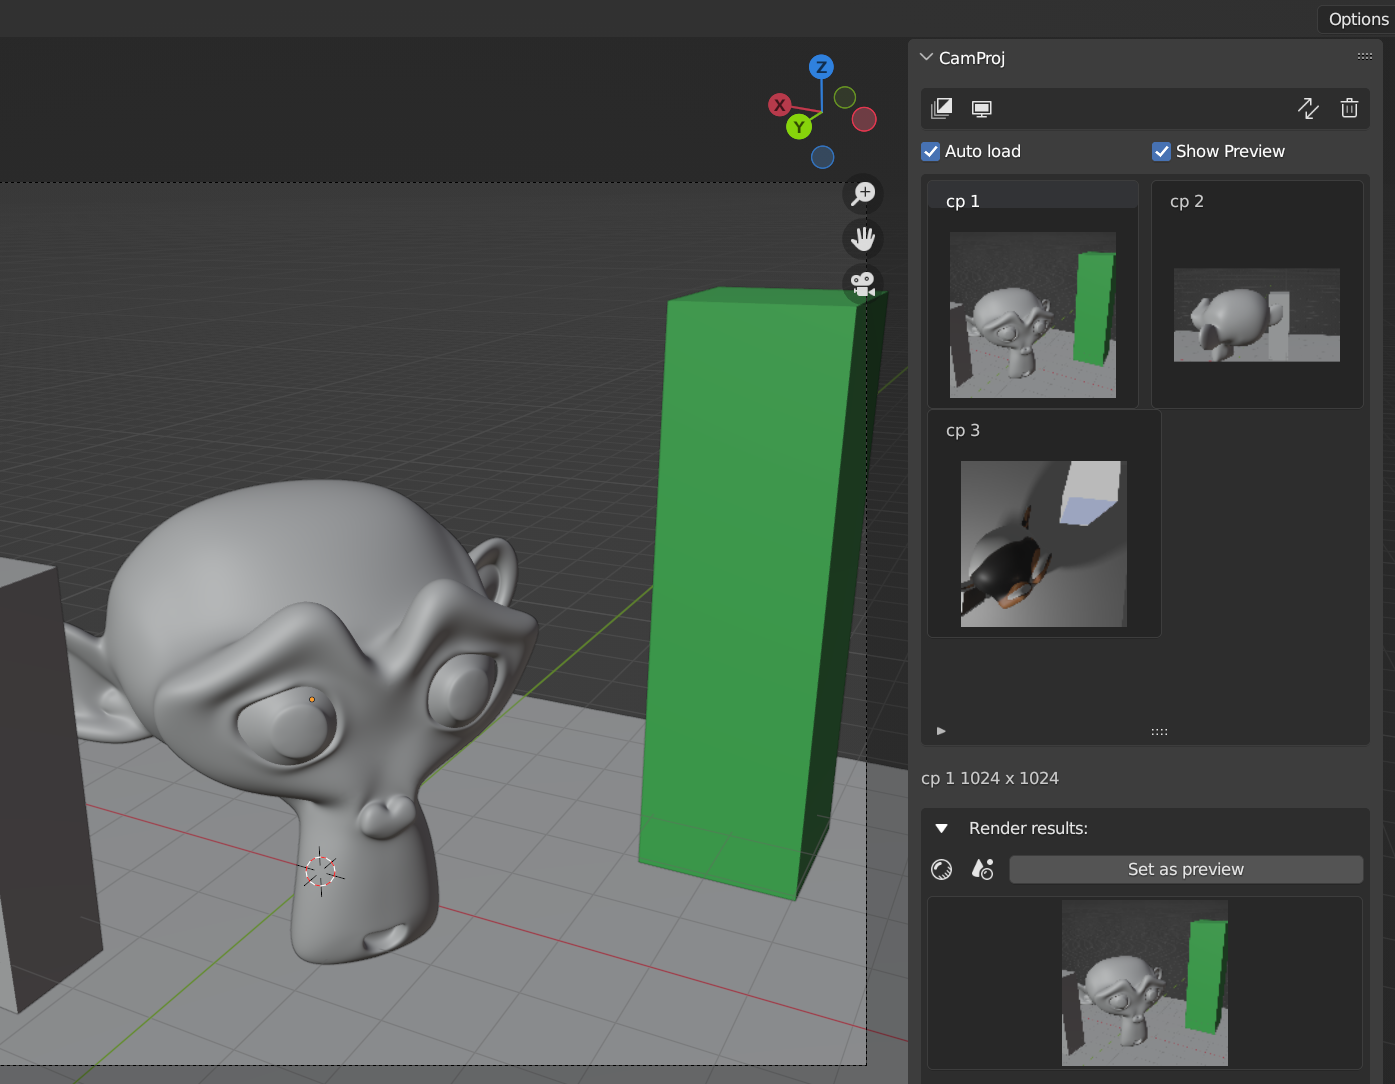 Options
CamProj
Z
X
Y
Auto load
Show Preview
cp 1
cp 2
cp 3
cp 1 1024 x 1024
Render results:
Set as preview